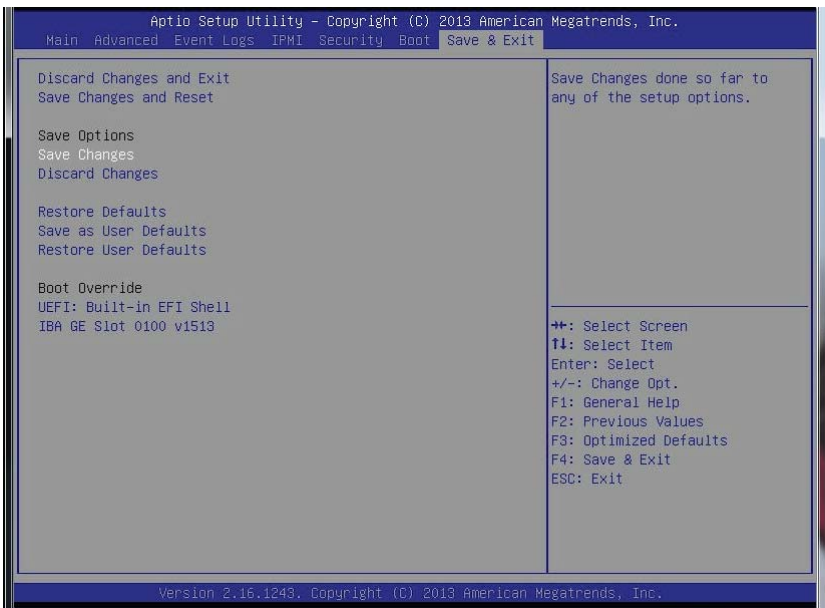 Aptio Setup Utility – Copyright (C) 2013 American Megatrends, Inc.
Main Advanced Event Logs IPMI Security Boot Save & Exit
Discard Changes and Exit
Save Changes and Reset
Save Options
Save Changes
Discard Changes
Restore Defaults
Save as User Defaults
Restore User Defaults
Boot Override
UEFI: Built-in EFI Shell
IBA GE Slot 0100 v1513
Save Changes done so far to
any of the setup options.
→←: Select Screen
↑↓: Select Item
Enter: Select
+/-: Change Opt.
F1: General Help
F2: Previous Values
F3: Optimized Defaults
F4: Save & Exit
ESC: Exit
Version 2.16.1243. Copyright (C) 2013 American Megatrends, Inc.